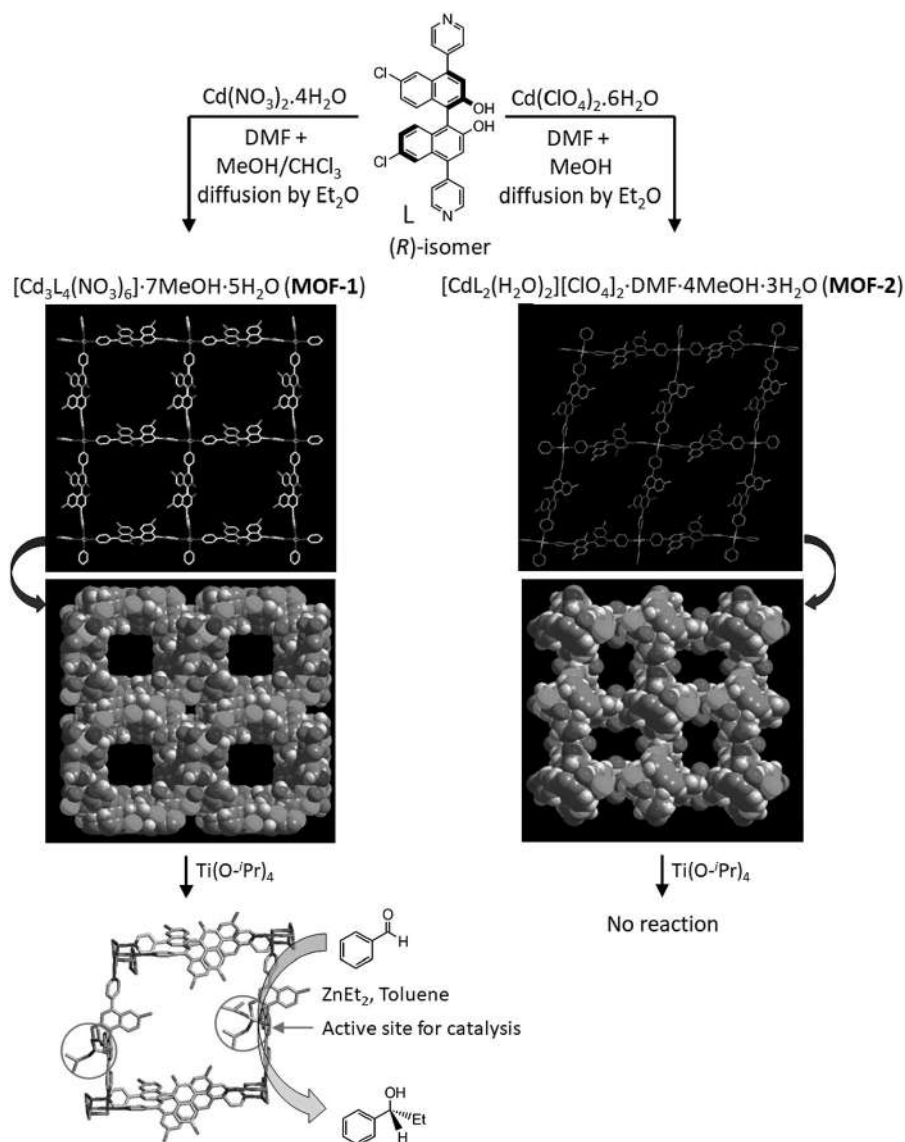 N
Cl
OH
OH
Cl
N
L
(R)-isomer
Cd(NO₃)₂.4H₂O
DMF +
MeOH/CHCl₃
diffusion by Et₂O
Cd(ClO₄)₂.6H₂O
DMF +
MeOH
diffusion by Et₂O
[Cd₃L₄(NO₃)₆]·7MeOH·5H₂O (MOF-1)
[CdL₂(H₂O)₂][ClO₄]₂·DMF·4MeOH·3H₂O (MOF-2)
Ti(O-ⁱPr)₄
Ti(O-ⁱPr)₄
No reaction
O
H
ZnEt₂, Toluene
Active site for catalysis
OH
Et
H